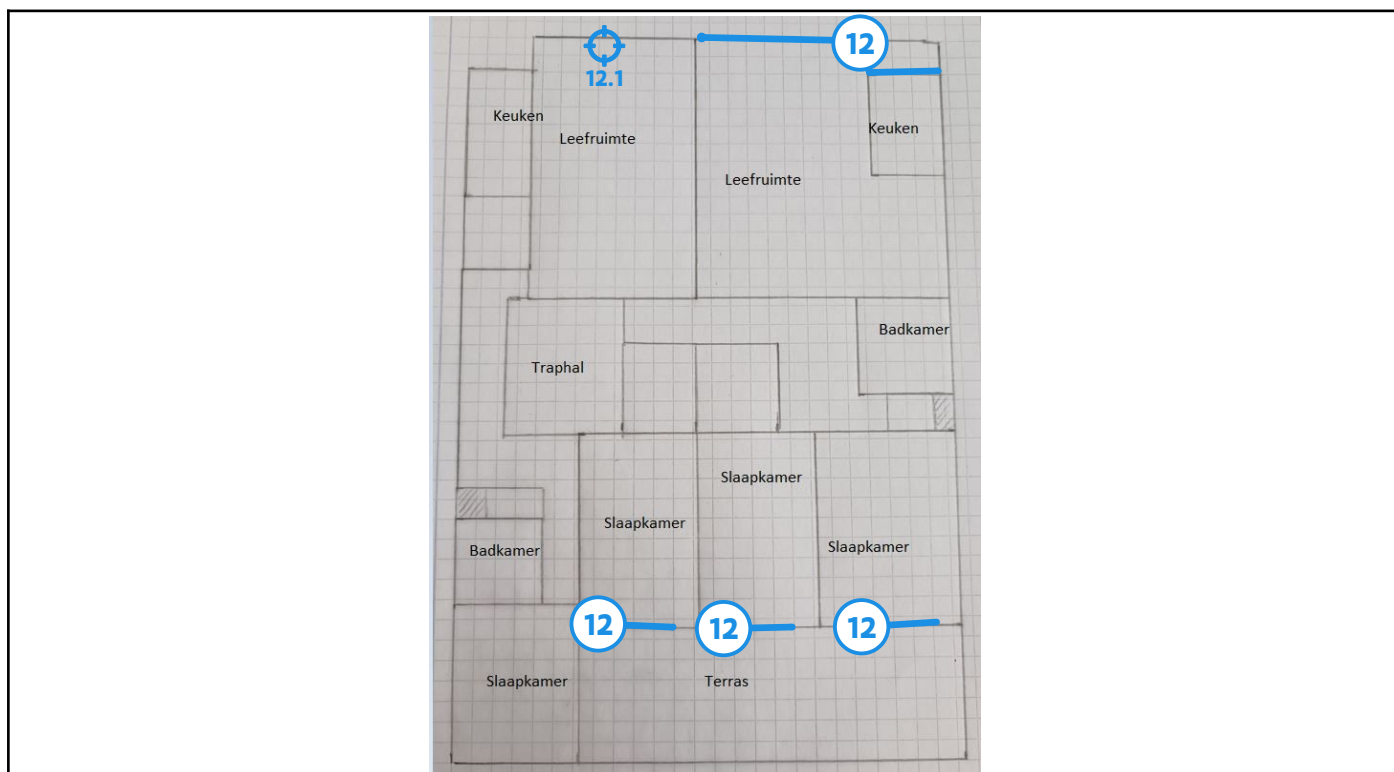 12
12.1
Keuken
Leefruimte
Keuken
Leefruimte
Badkamer
Traphal
Slaapkamer
Slaapkamer
Badkamer
Slaapkamer
12
12
12
Slaapkamer
Terras